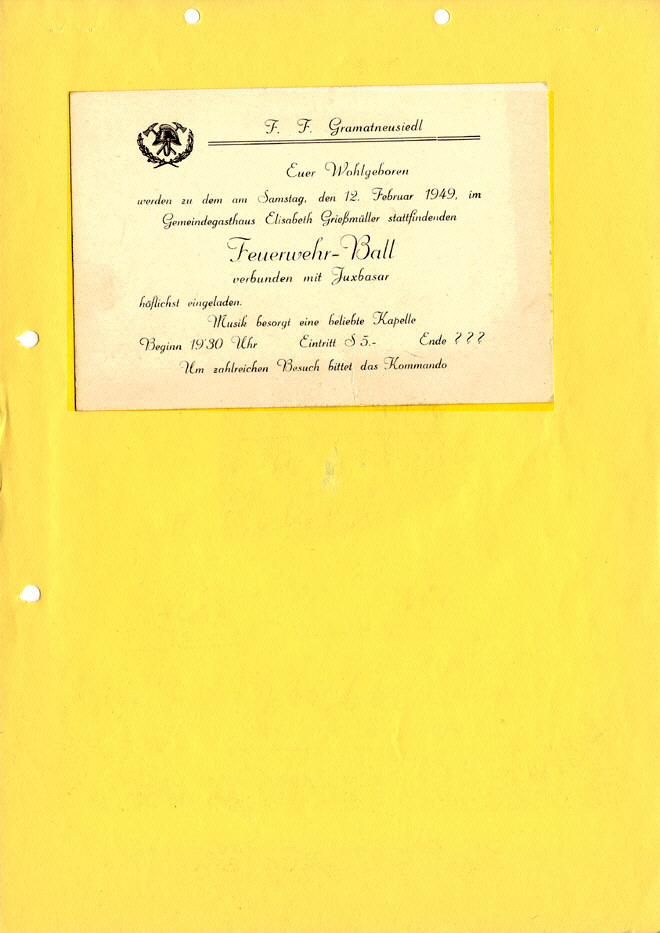 F. F. Gramatneusiedl
Euer Wohlgeboren
werden zu dem am Samstag, den 12. Februar 1949, im
Gemeindegasthaus Elisabeth Grießmüller stattfindenden
Feuerwehr-Ball
verbunden mit Juxbasar
höflichst eingeladen.
Musik besorgt eine beliebte Kapelle
Beginn 19'30 Uhr Eintritt S 5.- Ende ???
Um zahlreichen Besuch bittet das Kommando